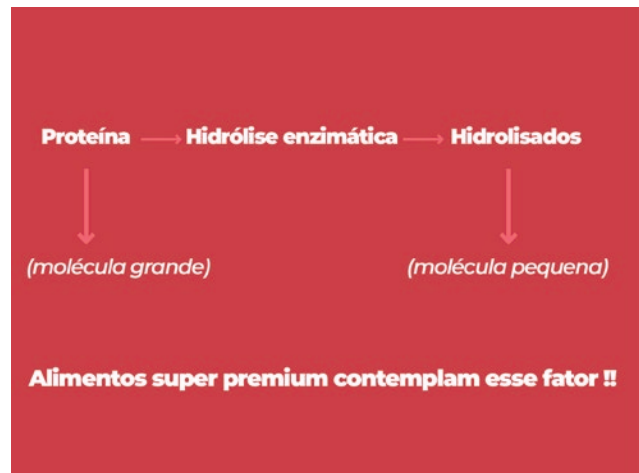 Proteína → Hidrólise enzimática → Hidrolisados
(molécula grande) (molécula pequena)
Alimentos super premium contemplam esse fator !!